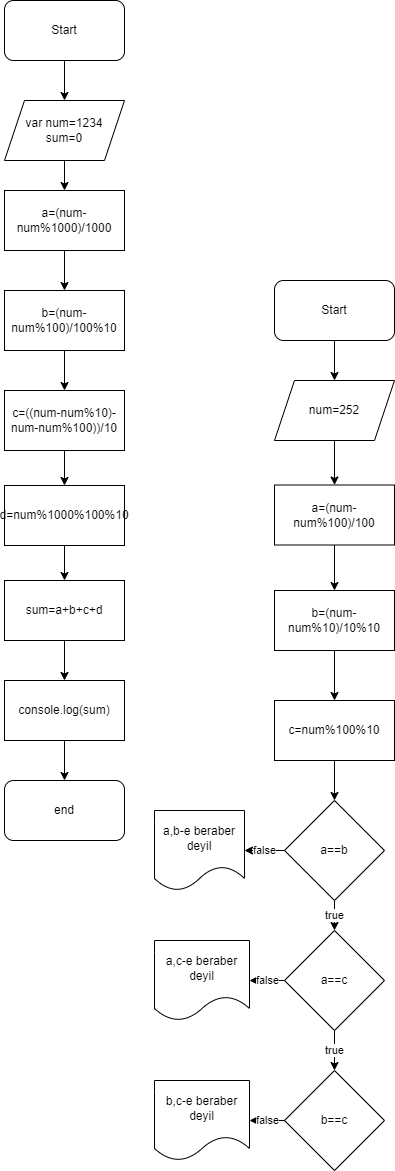 Start
var num=1234
sum=0
a=(num-
num%1000)/1000
b=(num-
num%100)/100%10
c=((num-num%10)-
num-num%100))/10
d=num%1000%100%10
sum=a+b+c+d
console.log(sum)
end
Start
num=252
a=(num-
num%100)/100
b=(num-
num%10)/10%10
c=num%100%10
a==b
false
a,b-e beraber
deyil
true
a==c
false
a,c-e beraber
deyil
true
b==c
false
b,c-e beraber
deyil